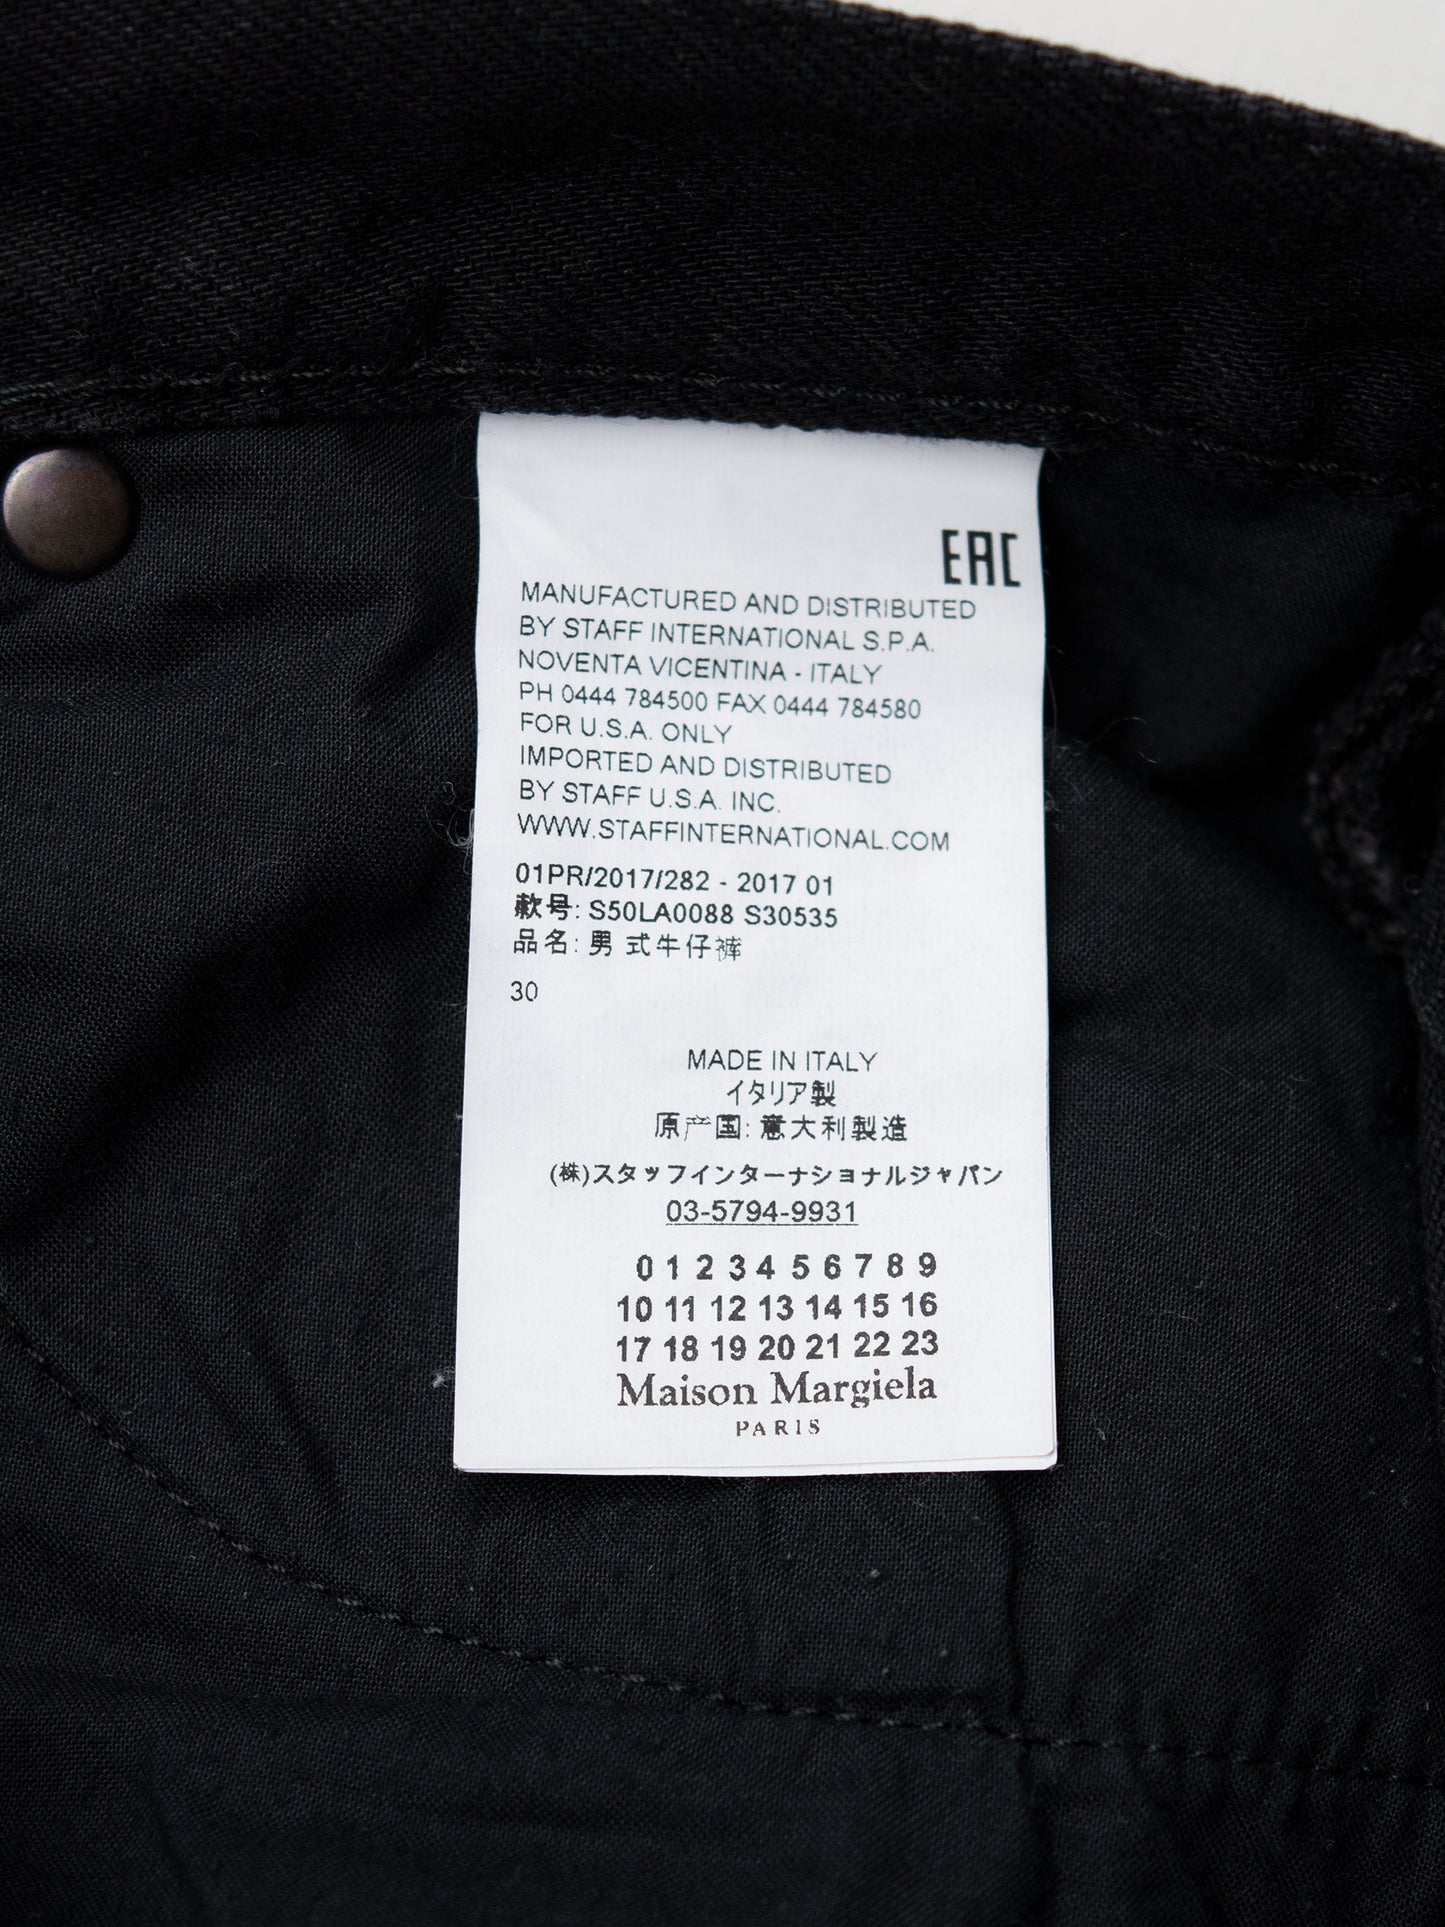 EAC
MANUFACTURED AND DISTRIBUTED
BY STAFF INTERNATIONAL S.P.A.
NOVENTA VICENTINA - ITALY
PH 0444 784500 FAX 0444 784580
FOR U.S.A. ONLY
IMPORTED AND DISTRIBUTED
BY STAFF U.S.A. INC.
WWW.STAFFINTERNATIONAL.COM
01PR/2017/282 - 2017 01
款号: S50LA0088 S30535
品名: 男 式牛仔裤
30
MADE IN ITALY
イタリア製
原产国: 意大利製造
(株)スタッフインターナショナルジャパン
03-5794-9931
0 1 2 3 4 5 6 7 8 9
10 11 12 13 14 15 16
17 18 19 20 21 22 23
Maison Margiela
PARIS